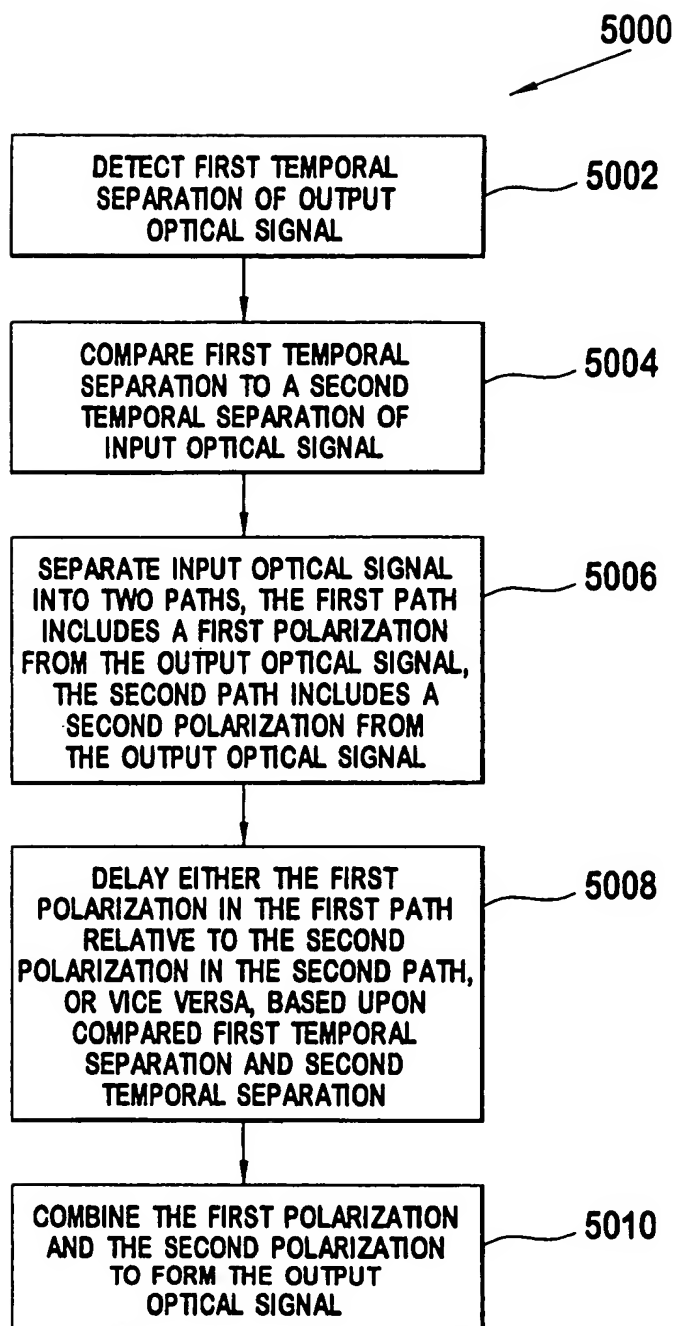 5000
DETECT FIRST TEMPORAL
SEPARATION OF OUTPUT
OPTICAL SIGNAL
5002
COMPARE FIRST TEMPORAL
SEPARATION TO A SECOND
TEMPORAL SEPARATION OF
INPUT OPTICAL SIGNAL
5004
SEPARATE INPUT OPTICAL SIGNAL
INTO TWO PATHS, THE FIRST PATH
INCLUDES A FIRST POLARIZATION
FROM THE OUTPUT OPTICAL SIGNAL,
THE SECOND PATH INCLUDES A
SECOND POLARIZATION FROM
THE OUTPUT OPTICAL SIGNAL
5006
DELAY EITHER THE FIRST
POLARIZATION IN THE FIRST PATH
RELATIVE TO THE SECOND
POLARIZATION IN THE SECOND PATH,
OR VICE VERSA, BASED UPON
COMPARED FIRST TEMPORAL
SEPARATION AND SECOND
TEMPORAL SEPARATION
5008
COMBINE THE FIRST POLARIZATION
AND THE SECOND POLARIZATION
TO FORM THE OUTPUT
OPTICAL SIGNAL
5010